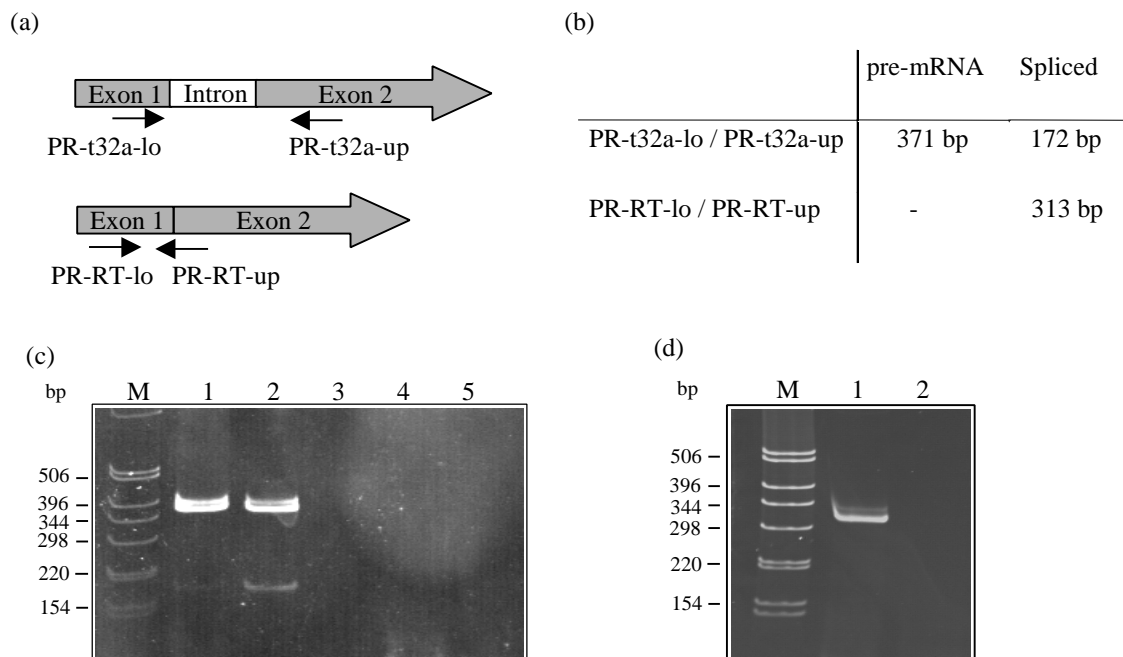 (a)
Exon 1 Intron Exon 2
PR-t32a-lo PR-t32a-up
Exon 1 Exon 2
PR-RT-lo PR-RT-up
(b)
pre-mRNA Spliced
PR-t32a-lo / PR-t32a-up 371 bp 172 bp
PR-RT-lo / PR-RT-up - 313 bp
(c)
bp M 1 2 3 4 5
506
396
344
298
220
154
(d)
bp M 1 2
506
396
344
298
220
154